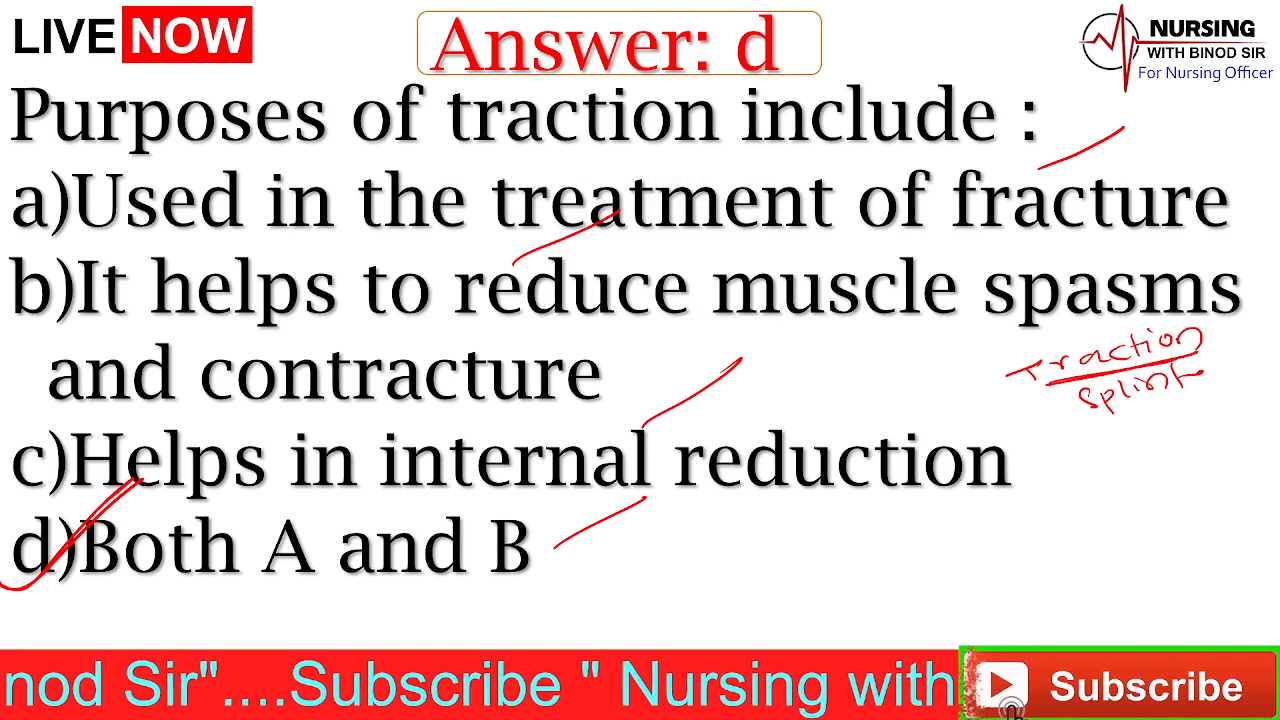 LIVE NOW
Answer: d
NURSING
WITH BINOD SIR
For Nursing Officer
Purposes of traction include :
a)Used in the treatment of fracture
b)It helps to reduce muscle spasms
and contracture
Traction
Splint
c)Helps in internal reduction
d)Both A and B
nod Sir"....Subscribe " Nursing with
Subscribe